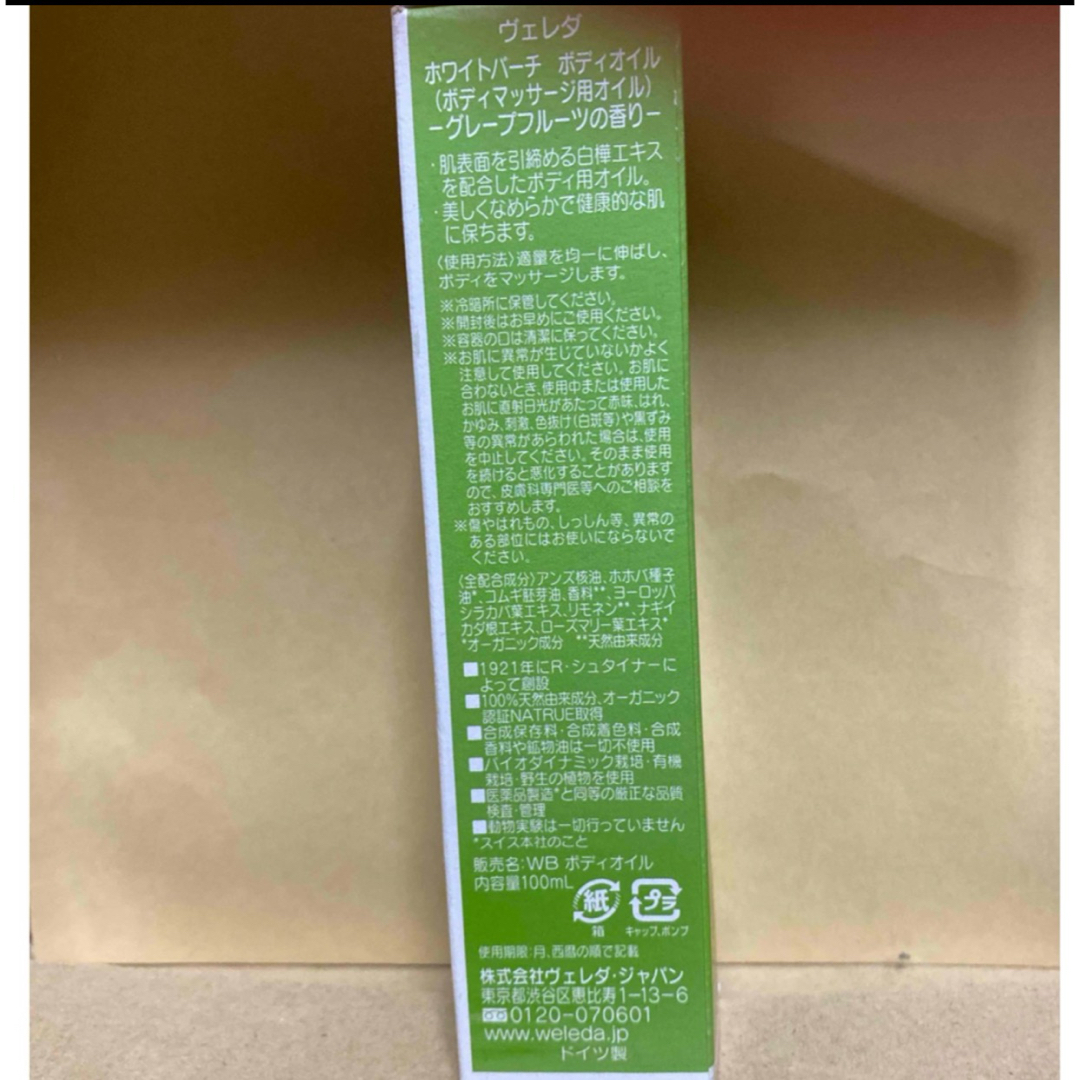 ヴェレダ
ホワイトバーチ ボディオイル
(ボディマッサージ用オイル)
-グレープフルーツの香り-
・肌表面を引締める白樺エキス
を配合したボディ用オイル。
・美しくなめらかで健康的な肌
に保ちます。
〈使用方法〉適量を均一に伸ばし、
ボディをマッサージします。
※冷暗所に保管してください。
※開封後はお早めにご使用ください。
※容器の口は清潔に保ってください。
※お肌に異常が生じていないかよく
注意して使用してください。お肌に
合わないとき、使用中または使用した
お肌に直射日光があたって赤味、はれ、
かゆみ、刺激、色抜け(白斑等)や黒ずみ
等の異常があらわれた場合は、使用
を中止してください。そのまま使用
を続けると悪化することがあります
ので、皮膚科専門医等へのご相談を
おすすめします。
※傷やはれもの、しっしん等、異常の
ある部位にはお使いにならないで
ください。
〈全配合成分〉アンズ核油、ホホバ種子
油*、コムギ胚芽油、香料**、ヨーロッパ
シラカバ葉エキス、リモネン**、ナギイ
カダ根エキス、ローズマリー葉エキス*
*オーガニック成分 **天然由来成分
■1921年にR・シュタイナーに
よって創設
■100%天然由来成分、オーガニック
認証NATRUE取得
■合成保存料・合成着色料・合成
香料や鉱物油は一切不使用
■バイオダイナミック栽培・有機
栽培・野生の植物を使用
■医薬品製造*と同等の厳正な品質
検査・管理
■動物実験は一切行っていません
*スイス本社のこと
販売名:WB ボディオイル
内容量100mL
紙
箱
プラ
キャップ、ポンプ
使用期限:月、西暦の順で記載
株式会社ヴェレダ・ジャパン
東京都渋谷区恵比寿1-13-6
0120-070601
www.weleda.jp
ドイツ製